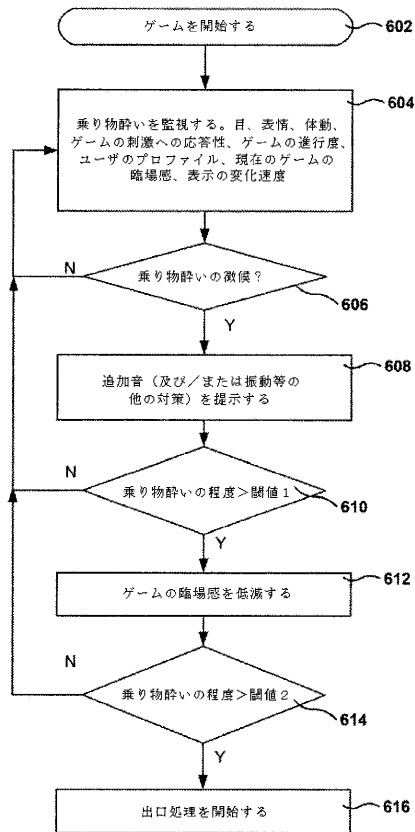 ゲームを開始する
602
604
乗り物酔いを監視する。目、表情、体動、
ゲームの刺激への応答性、ゲームの進行度、
ユーザのプロファイル、現在のゲームの
臨場感、表示の変化速度
N
乗り物酔いの徴候?
606
Y
608
追加音(及び/または振動等の
他の対策)を提示する
N
乗り物酔いの程度>閾値1
610
Y
612
ゲームの臨場感を低減する
N
乗り物酔いの程度>閾値2
614
Y
出口処理を開始する
616